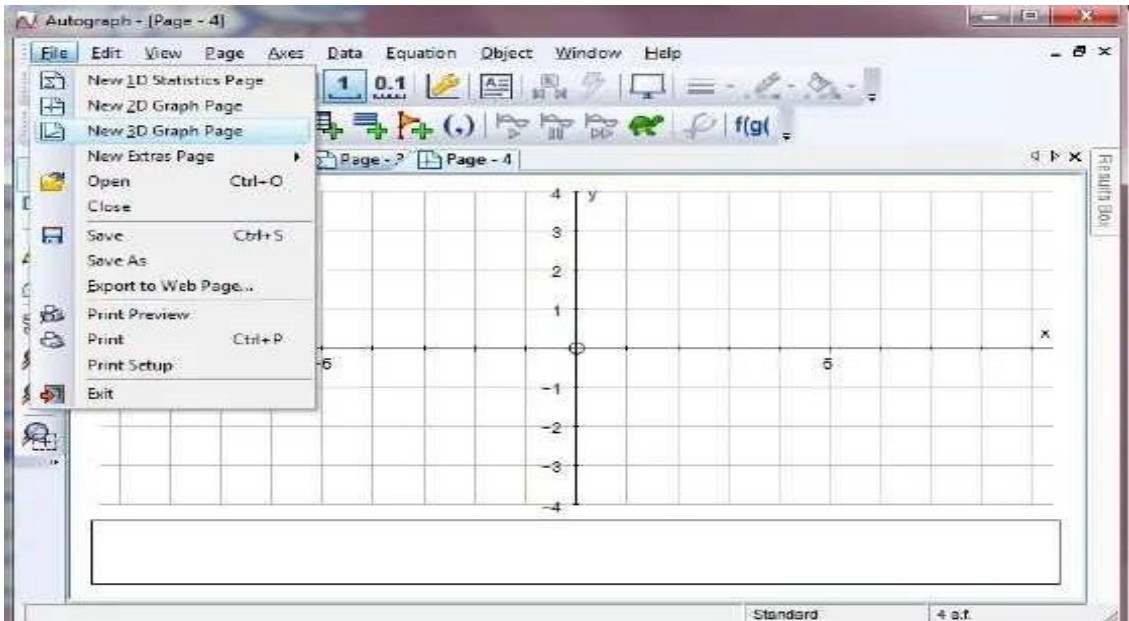 Autograph - [Page - 4]
File Edit View Page Axes Data Equation Object Window Help
New 1D Statistics Page
1 0.1
New 2D Graph Page
New 3D Graph Page
f(g(
New Extras Page
Page - 4
Open Ctrl+O
Close
Save Ctrl+S
Save As
Export to Web Page...
Print Preview
Print Ctrl+P
Print Setup
Exit
Results Box
4 y
3
2
1
x
5
-1
-2
-3
-4
Standard 4 s.f.